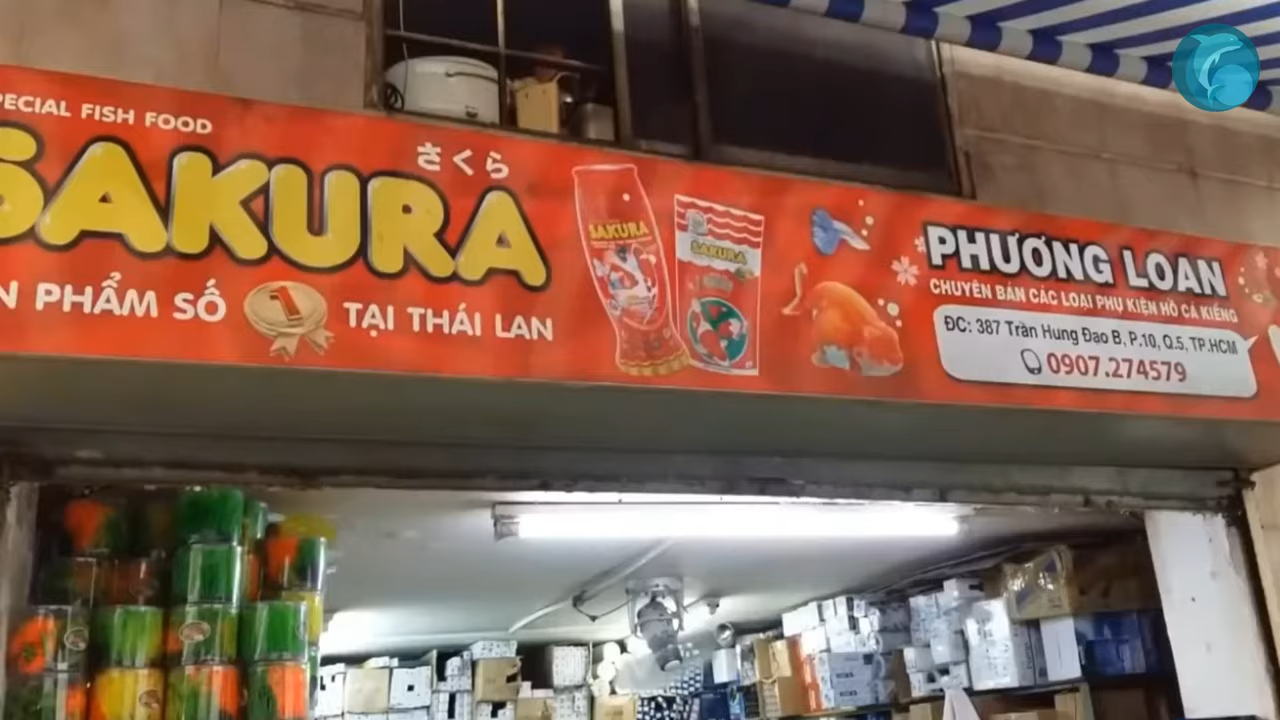 PECIAL FISH FOOD
SAKURA
さくら
N PHẨM SỐ 1 TẠI THÁI LAN
SAKURA
SAKURA
PHƯƠNG LOAN
CHUYÊN BÁN CÁC LOẠI PHỤ KIỆN HỒ CÁ KIỂNG
ĐC: 387 Trần Hưng Đạo B, P.10, Q.5, TP.HCM
0907.274579